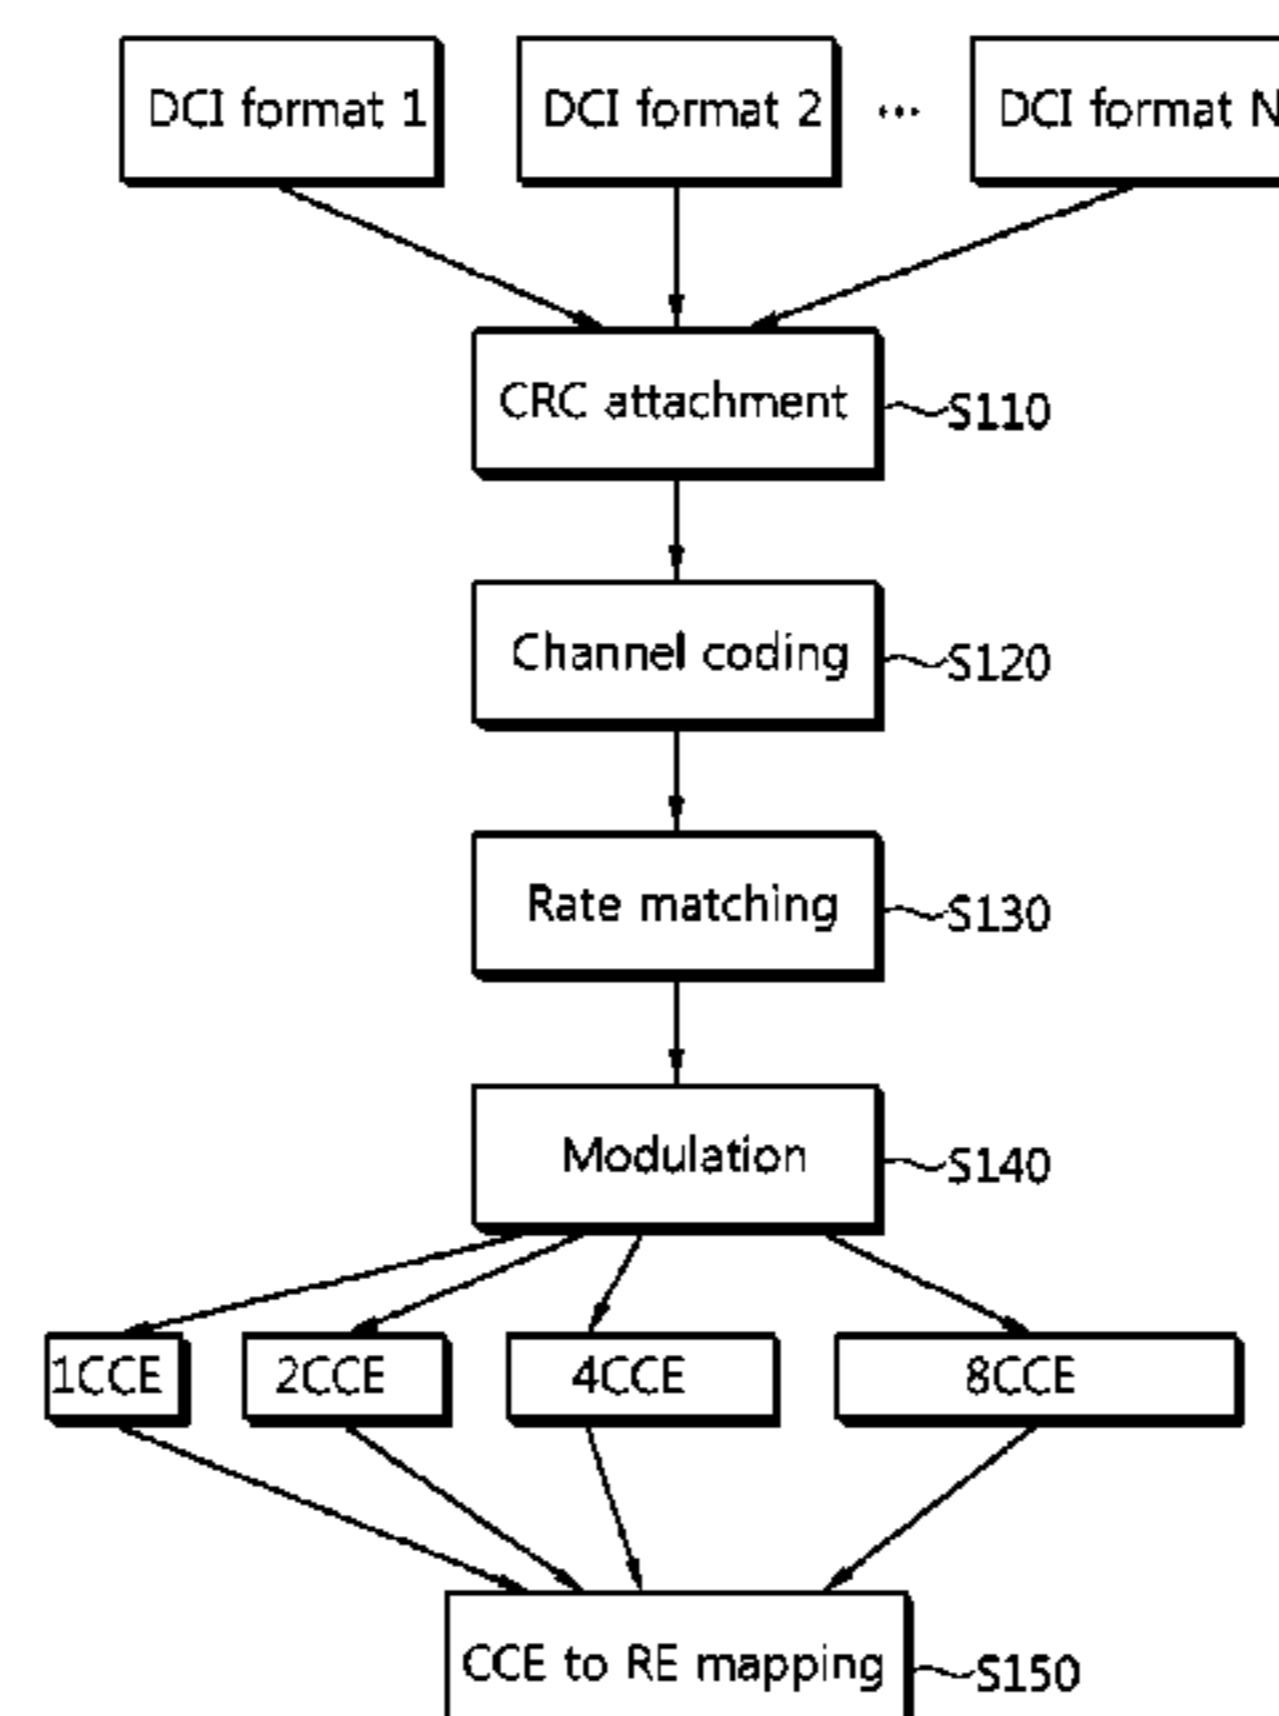 DCI format 1
DCI format 2
...
DCI format N
CRC attachment
S110
Channel coding
S120
Rate matching
S130
Modulation
S140
1CCE
2CCE
4CCE
8CCE
CCE to RE mapping
S150